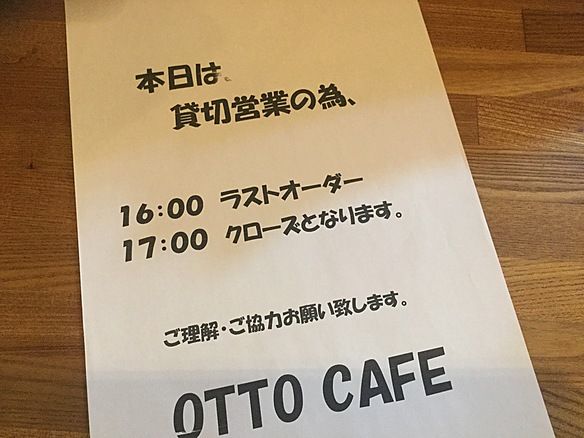 本日は、
貸切営業の為、
16:00 ラストオーダー
17:00 クローズとなります。
ご理解・ご協力お願い致します。
OTTO CAFE